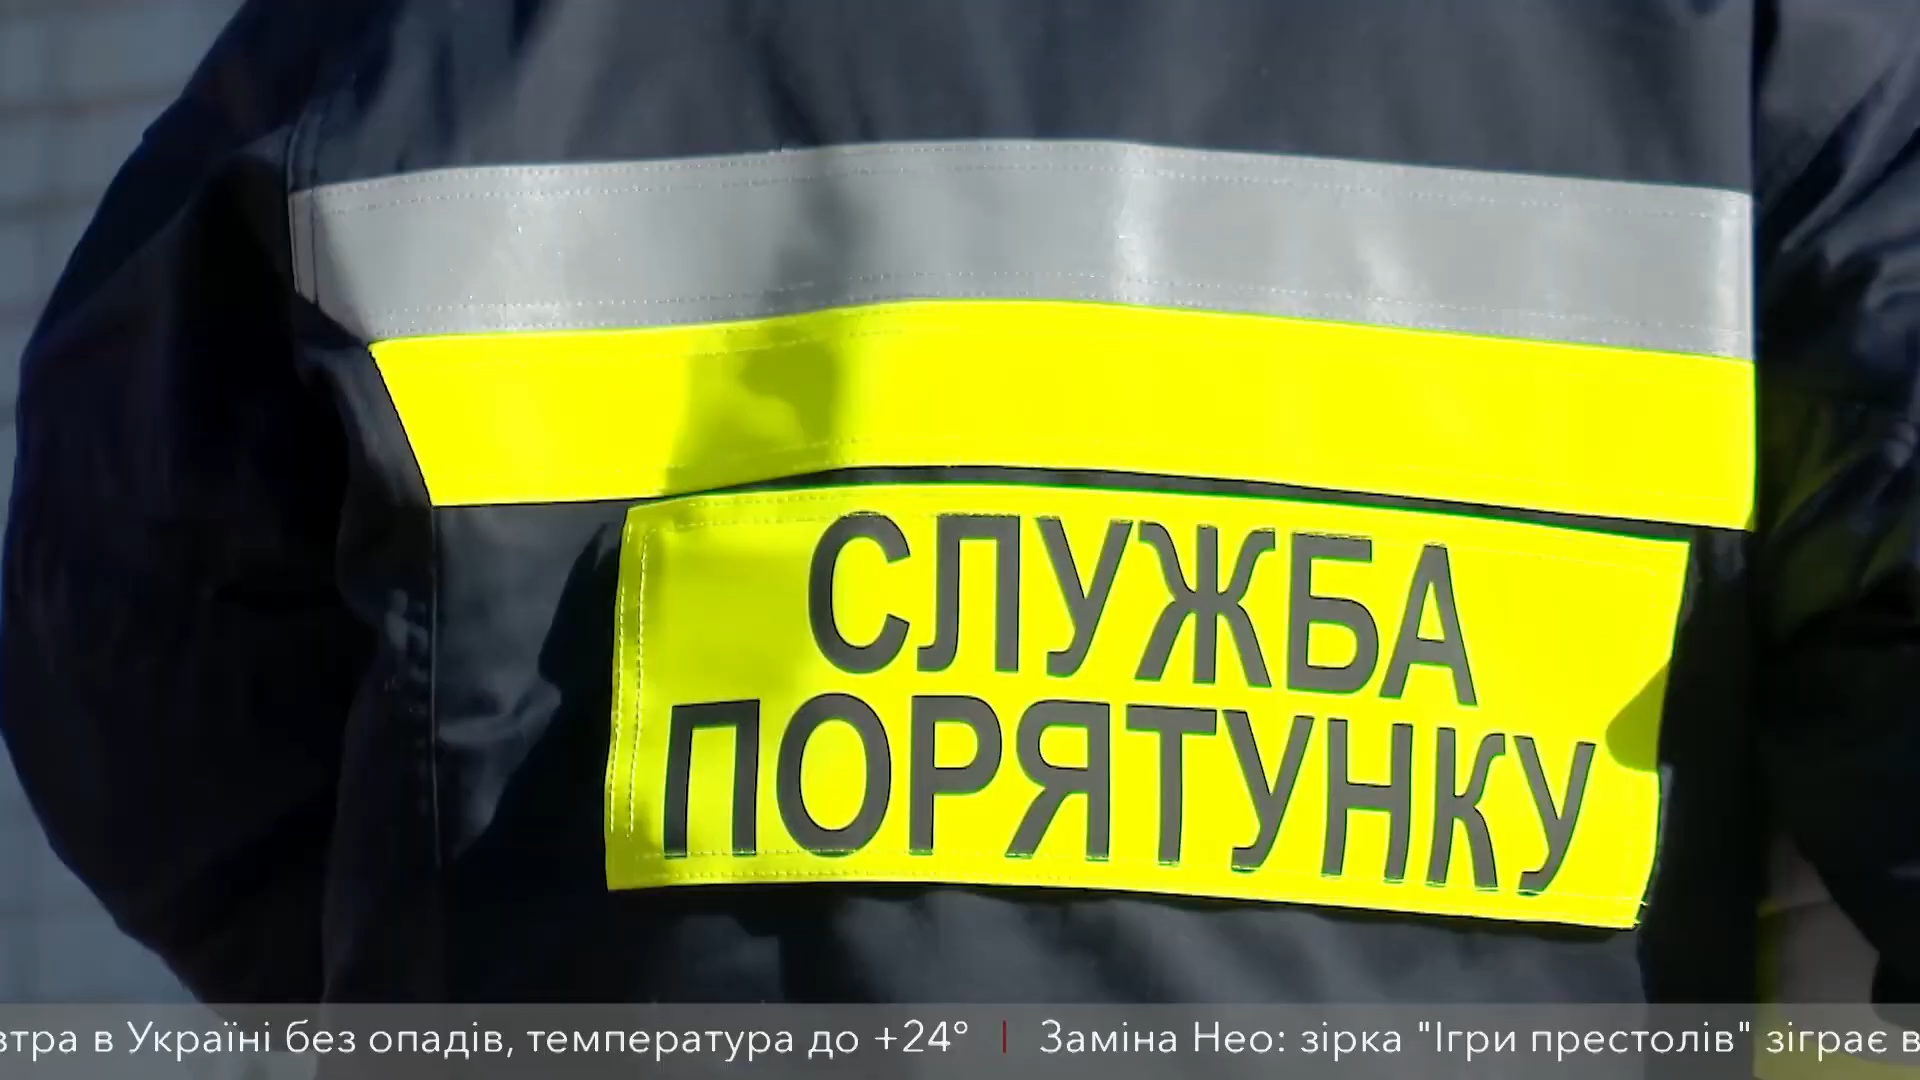 СЛУЖБА
ПОРЯТУНКУ
в Україні без опадів, температура до +24° | Заміна Нео: зірка "Ігри престолів" зіграє